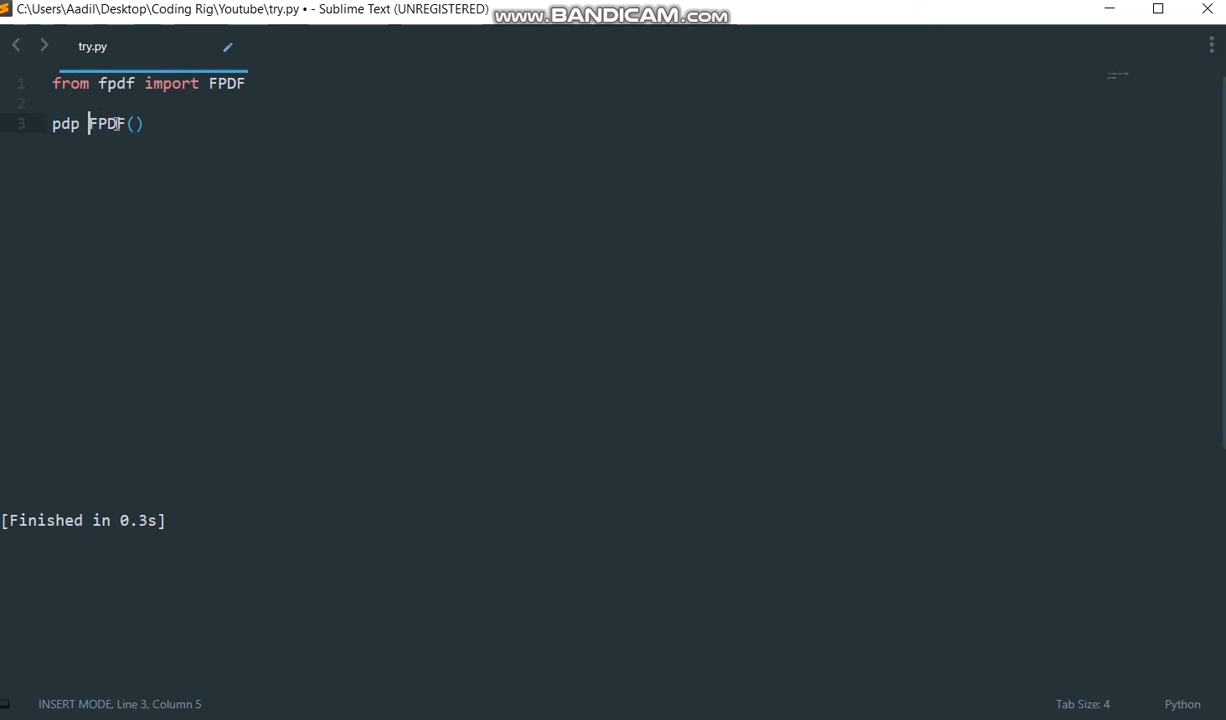 C:\Users\Aadil\Desktop\Coding Rig\Youtube\try.py • - Sublime Text (UNREGISTERED)
www.BANDICAM.com
try.py
1 from fpdf import FPDF
2
3 pdp FPDF()
[Finished in 0.3s]
INSERT MODE, Line 3, Column 5
Tab Size: 4
Python